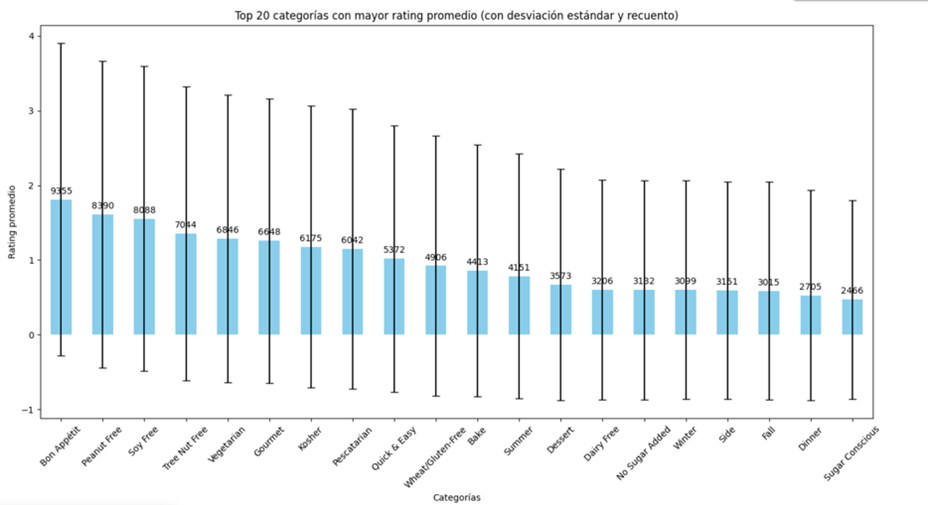 Top 20 categorías con mayor rating promedio (con desviación estándar y recuento)
4
3
2
1
0
−1
Rating promedio
9355
8390
8088
7044
6846
6648
6175
6042
5372
4906
4413
4151
3573
3206
3132
3099
3151
3015
2705
2466
Bon Appétit
Peanut Free
Soy Free
Tree Nut Free
Vegetarian
Gourmet
Kosher
Pescatarian
Quick & Easy
Wheat/Gluten-Free
Bake
Summer
Dessert
Dairy Free
No Sugar Added
Winter
Side
Fall
Dinner
Sugar Conscious
Categorías